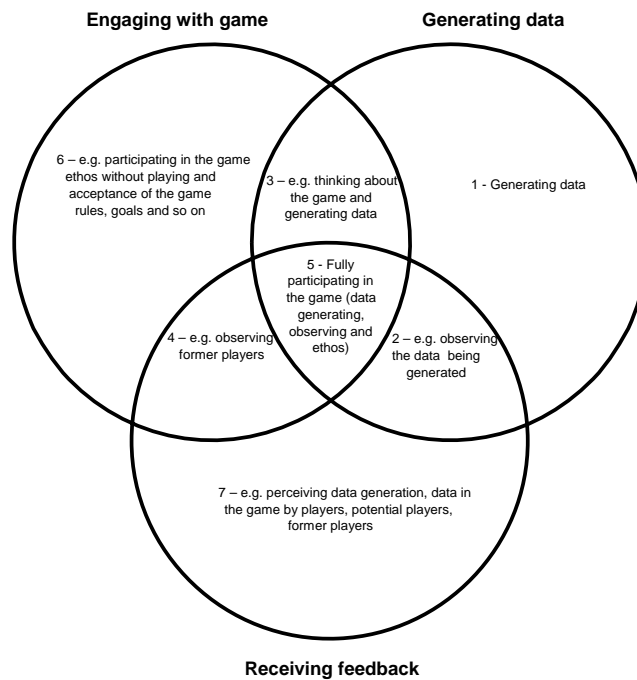 Engaging with game
Generating data
6 – e.g. participating in the game
ethos without playing and
acceptance of the game
rules, goals and so on
3 – e.g. thinking about
the game and
generating data
1 - Generating data
5 - Fully
participating in
the game (data
generating,
observing and
ethos)
4 – e.g. observing
former players
2 – e.g. observing
the data being
generated
7 – e.g. perceiving data generation, data in
the game by players, potential players,
former players
Receiving feedback